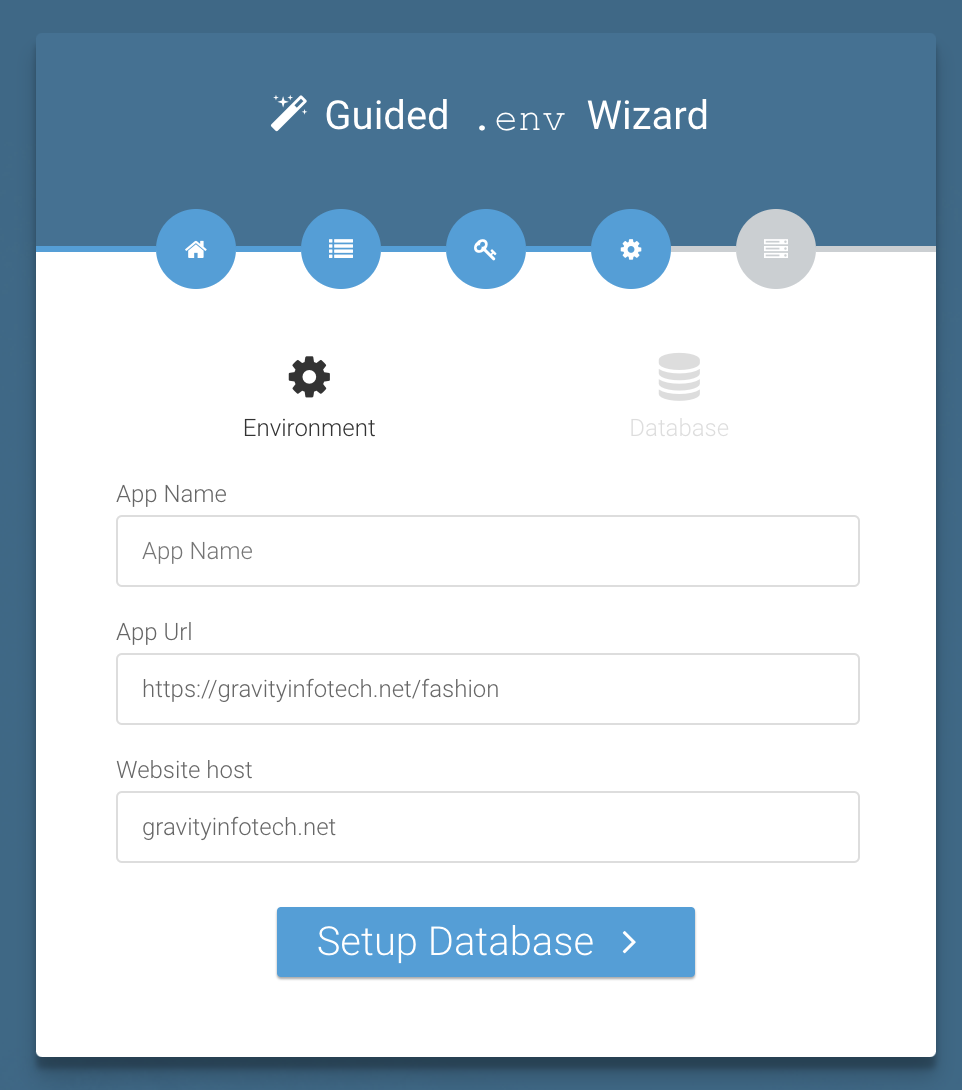 Guided .env Wizard
Environment
Database
App Name
App Name
App Url
https://gravityinfotech.net/fashion
Website host
gravityinfotech.net
Setup Database